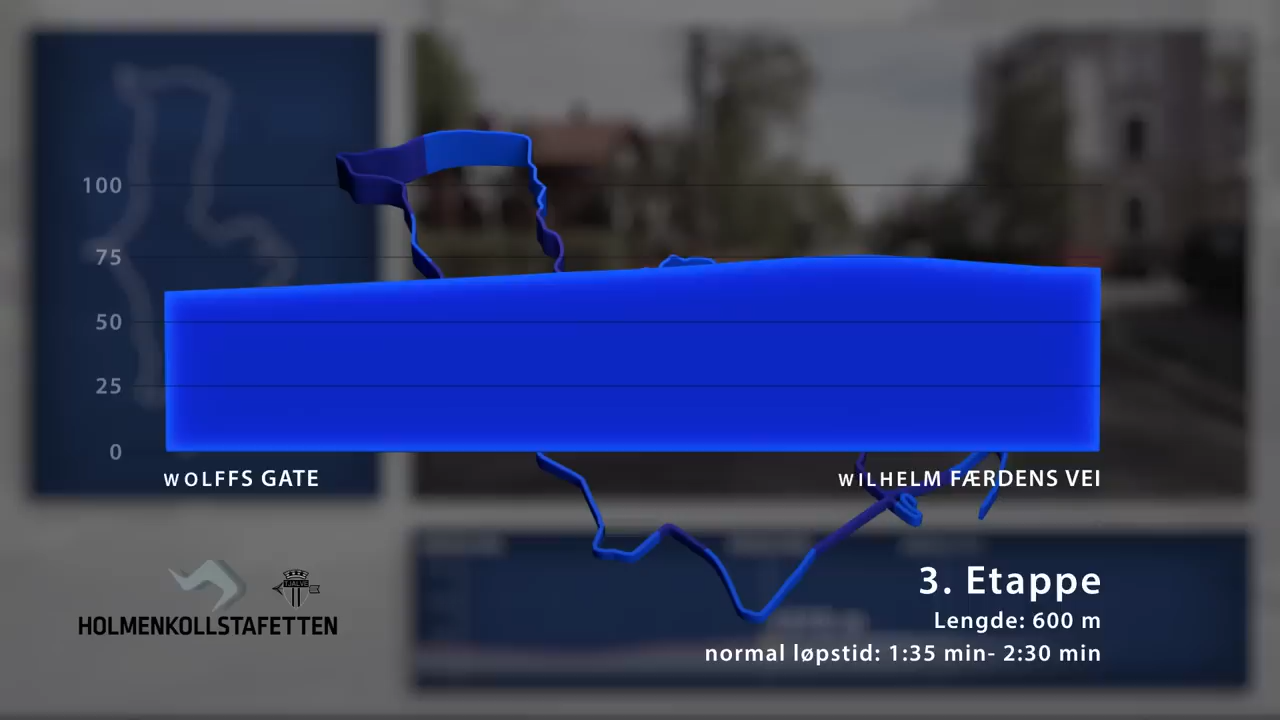 100
75
50
25
0
WOLFFS GATE
WILHELM FÆRDENS VEI
TJALVE
HOLMENKOLLSTAFETTEN
3. Etappe
Lengde: 600 m
normal løpstid: 1:35 min- 2:30 min